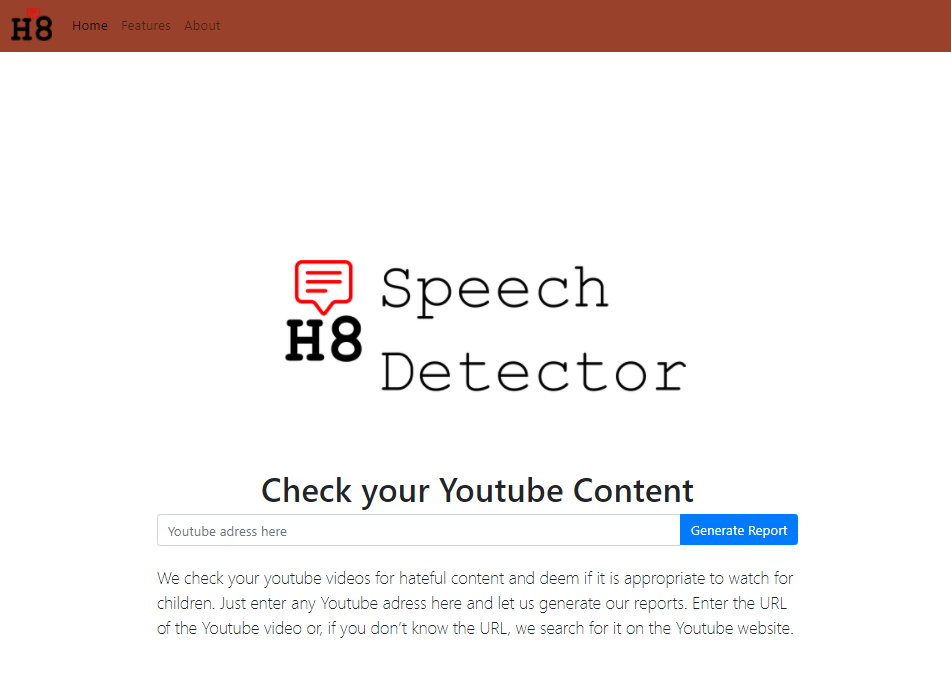 H8 Home Features About
Speech
H8
Detector
Check your Youtube Content
Youtube adress here Generate Report
We check your youtube videos for hateful content and deem if it is appropriate to watch for
children. Just enter any Youtube adress here and let us generate our reports. Enter the URL
of the Youtube video or, if you don’t know the URL, we search for it on the Youtube website.